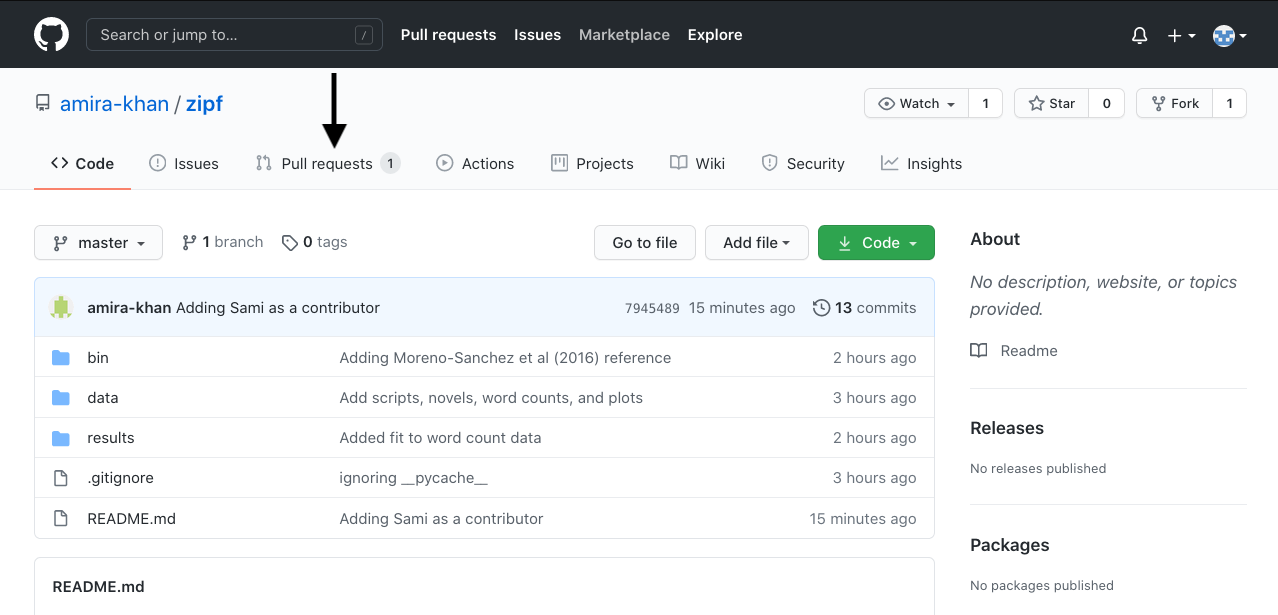 Search or jump to… / Pull requests Issues Marketplace Explore
amira-khan / zipf Watch 1 Star 0 Fork 1
Code Issues Pull requests 1 Actions Projects Wiki Security Insights
master 1 branch 0 tags Go to file Add file Code
About
No description, website, or topics
provided.
Readme
amira-khan Adding Sami as a contributor 7945489 15 minutes ago 13 commits
bin Adding Moreno-Sanchez et al (2016) reference 2 hours ago
data Add scripts, novels, word counts, and plots 3 hours ago
results Added fit to word count data 2 hours ago
.gitignore ignoring __pycache__ 3 hours ago
README.md Adding Sami as a contributor 15 minutes ago
Releases
No releases published
Packages
No packages published
README.md